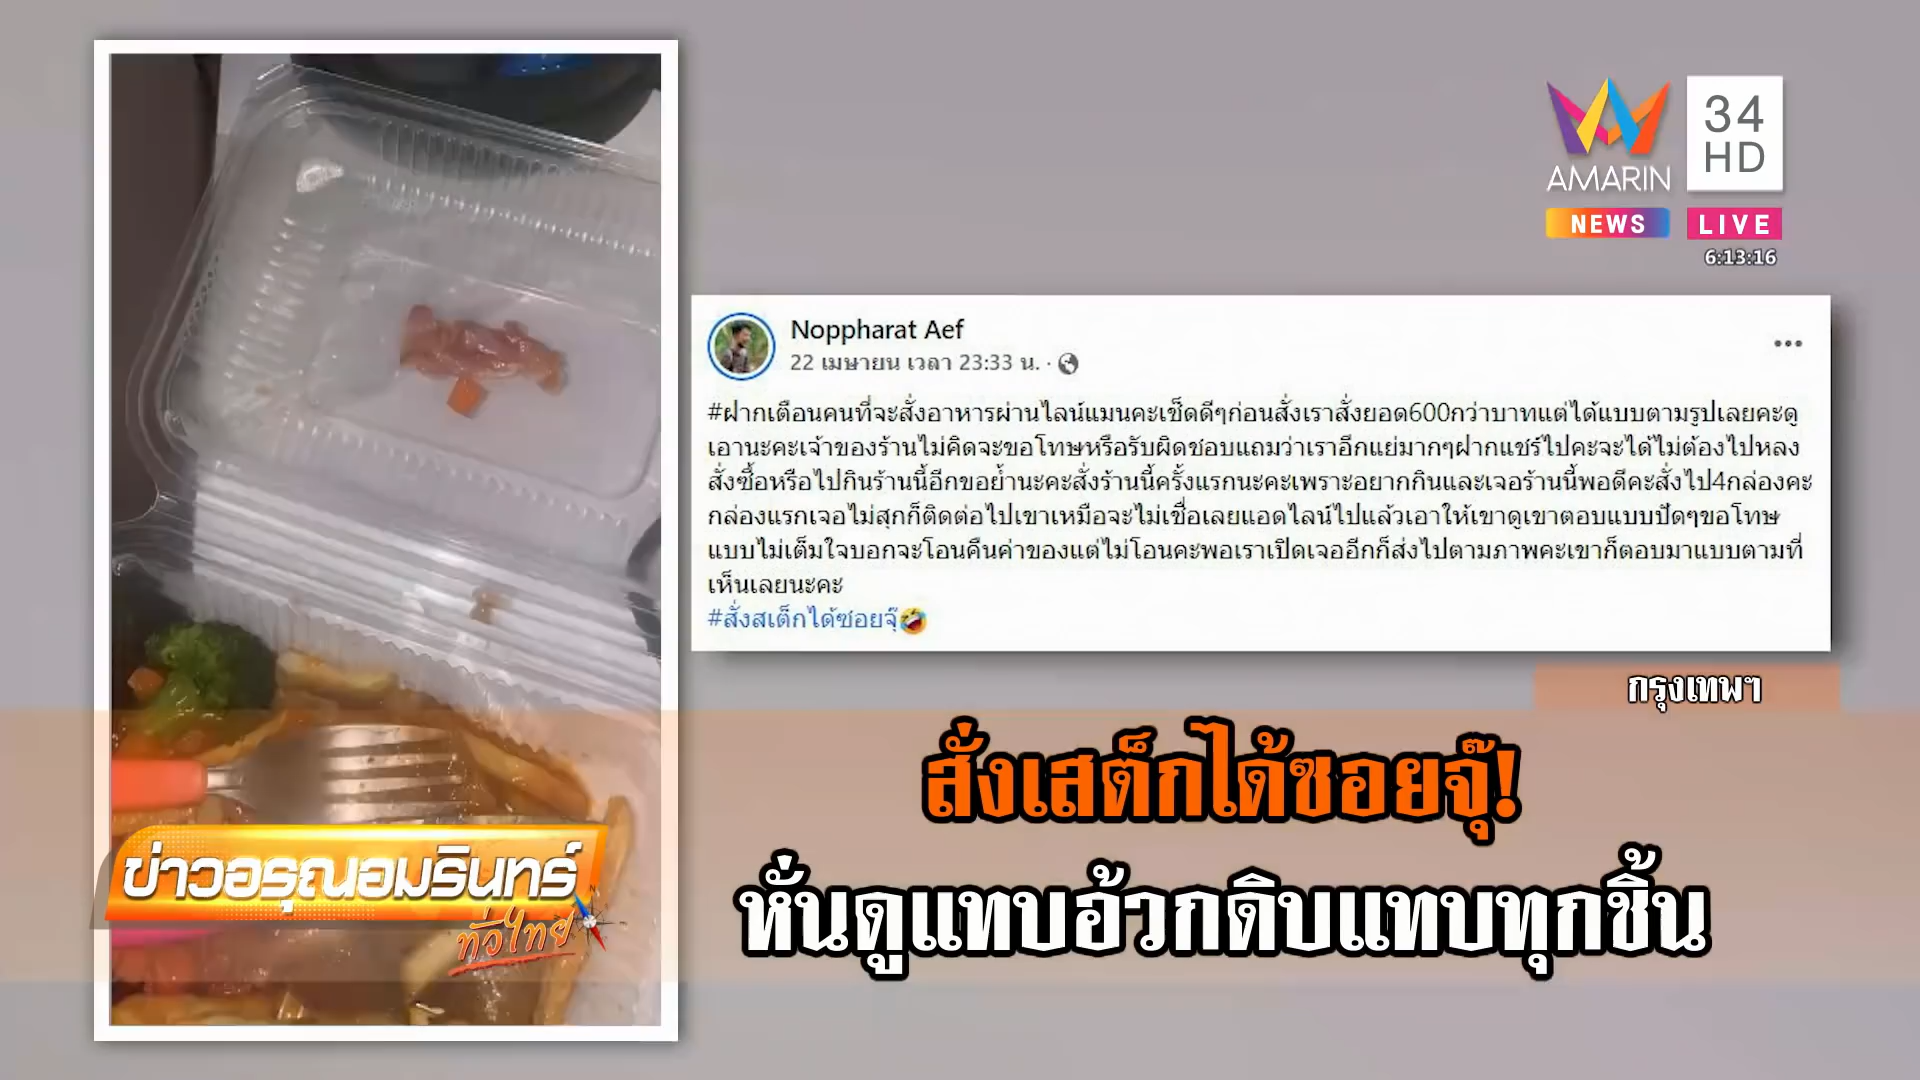 AMARIN
34
HD
NEWS
LIVE
6:13:16
Noppharat Aef
22 เมษายน เวลา 23:33 น. ·
#ฝากเตือนคนที่จะสั่งอาหารผ่านไลน์แมนคะเช็ดดีๆก่อนสั่งเราสั่งยอด600กว่าบาทแต่ได้แบบตามรูปเลยคะดู
เอานะคะเจ้าของร้านไม่คิดจะขอโทษหรือรับผิดชอบแถมว่าเราอีกแย่มากๆฝากแชร์ไปคะจะได้ไม่ต้องไปหลง
สั่งซื้อหรือไปกินร้านนี้อีกขอย้ำนะคะสั่งร้านนี้ครั้งแรกนะคะเพราะอยากกินและเจอร้านนี้พอดีคะสั่งไป4กล่องคะ
กล่องแรกเจอไม่สุกก็ติดต่อไปเขาเหมือจะไม่เชื่อเลยแอดไลน์ไปแล้วเอาให้เขาดูเขาตอบแบบปัดๆขอโทษ
แบบไม่เต็มใจบอกจะโอนคืนค่าของแต่ไม่โอนคะพอเราเปิดเจออีกก็ส่งไปตามภาพคะเขาก็ตอบมาแบบตามที่
เห็นเลยนะคะ
#สั่งสเต็กได้ซอยจุ๊🤣
กรุงเทพฯ
สั่งเสต็กได้ซอยจุ๊!
หั่นดูแทบอ้วกดิบแทบทุกชิ้น
ข่าวอรุณอมรินทร์
ทั่วไทย